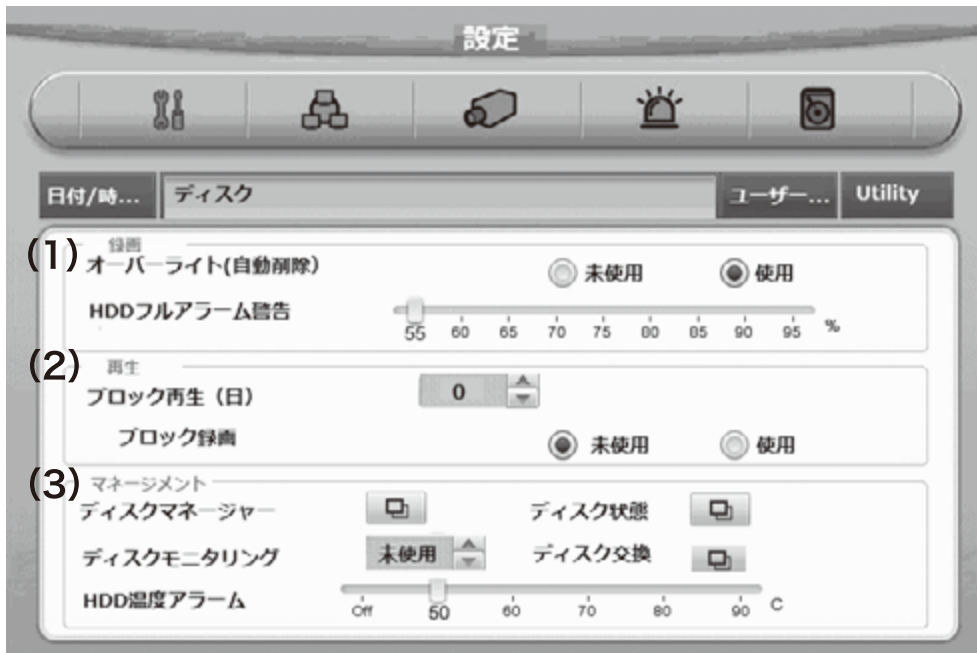 設定
日付/時... ディスク ユーザー... Utility
(1) 録画
オーバーライト(自動削除) 未使用 使用
HDDフルアラーム警告
55 60 65 70 75 80 85 90 95 %
(2) 再生
ブロック再生（日） 0
ブロック録画 未使用 使用
(3) マネージメント
ディスクマネージャー ディスク状態
ディスクモニタリング 未使用 ディスク交換
HDD温度アラーム
Off 50 60 70 80 90 C